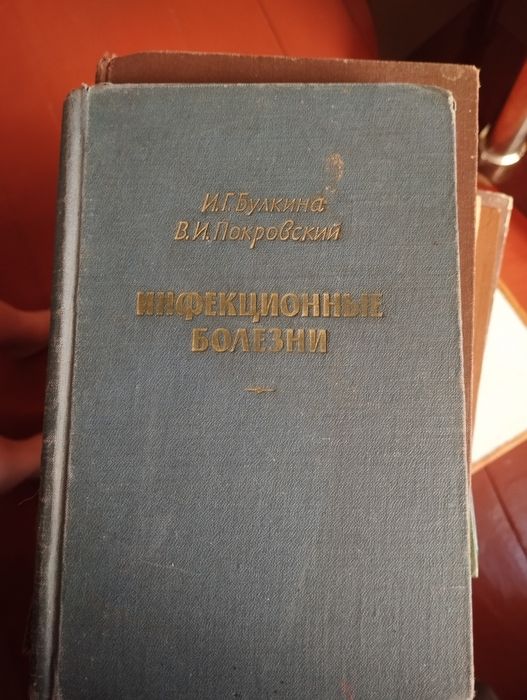 И.Г.Булкина
В.И.Покровский
ИНФЕКЦИОННЫЕ
БОЛЕЗНИ